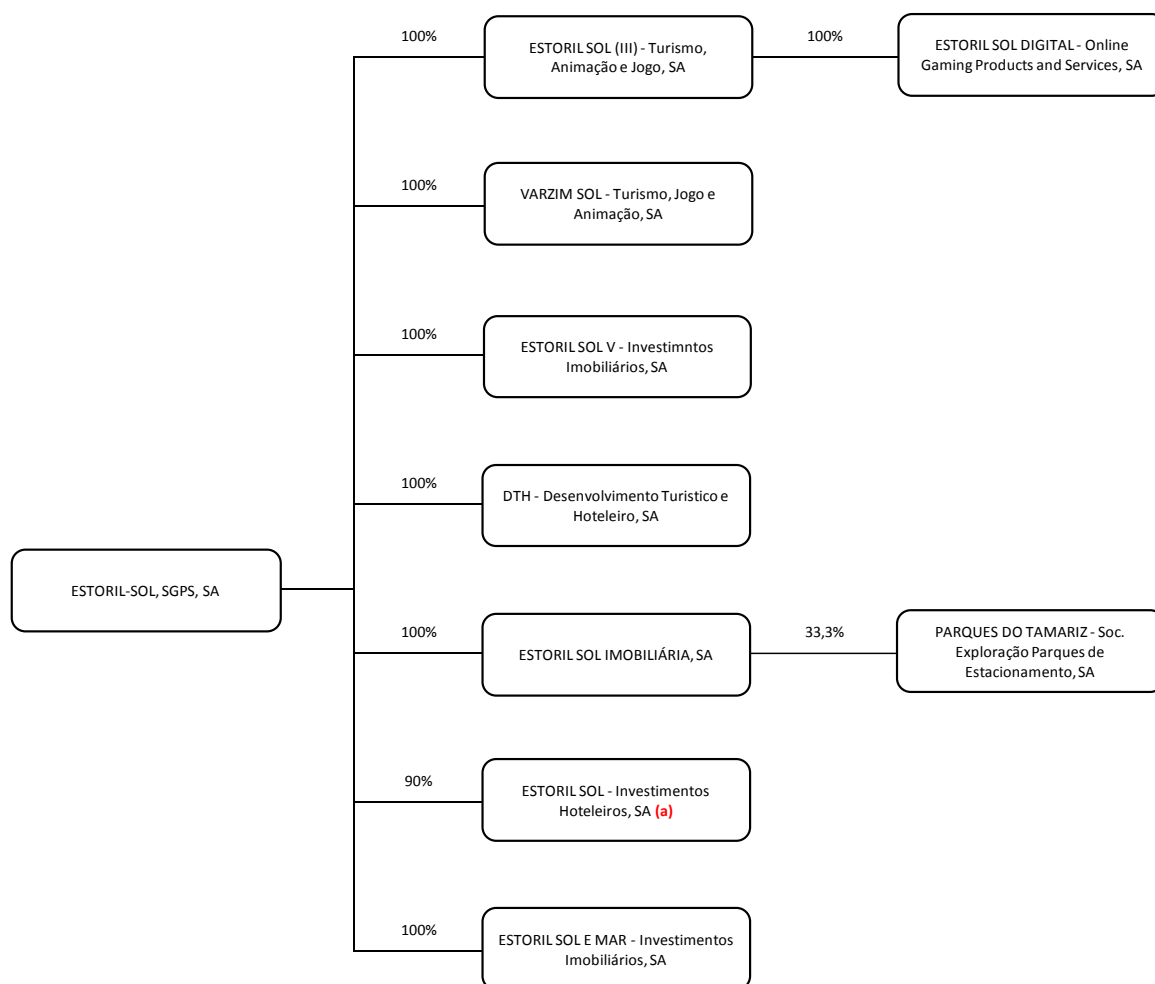 100%
ESTORIL SOL (III) - Turismo,
Animação e Jogo, SA
100%
ESTORIL SOL DIGITAL - Online
Gaming Products and Services, SA
100%
VARZIM SOL - Turismo, Jogo e
Animação, SA
100%
ESTORIL SOL V - Investimntos
Imobiliários, SA
100%
DTH - Desenvolvimento Turistico e
Hoteleiro, SA
ESTORIL-SOL, SGPS, SA
100%
ESTORIL SOL IMOBILIÁRIA, SA
33,3%
PARQUES DO TAMARIZ - Soc.
Exploração Parques de
Estacionamento, SA
90%
ESTORIL SOL - Investimentos
Hoteleiros, SA (a)
100%
ESTORIL SOL E MAR - Investimentos
Imobiliários, SA